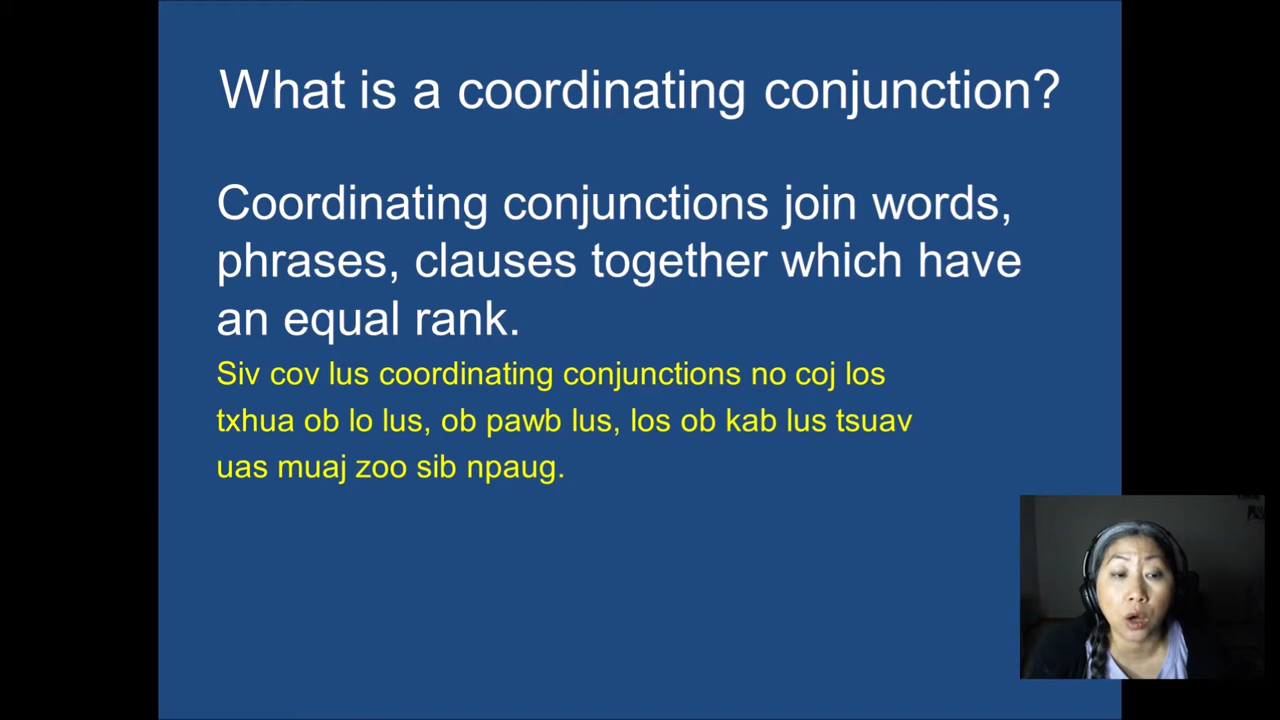 What is a coordinating conjunction?
Coordinating conjunctions join words,
phrases, clauses together which have
an equal rank.
Siv cov lus coordinating conjunctions no coj los
txhua ob lo lus, ob pawb lus, los ob kab lus tsuav
uas muaj zoo sib npaug.